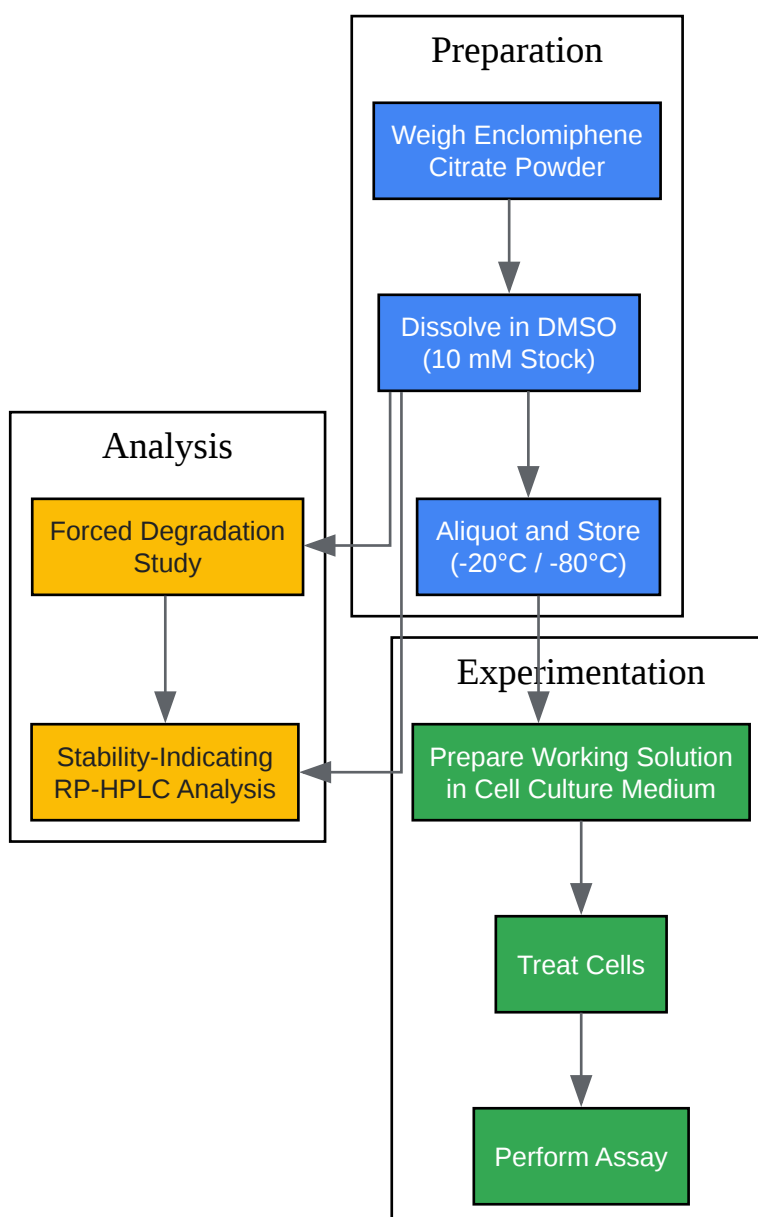 Preparation
Weigh Enclomiphene
Citrate Powder
Dissolve in DMSO
(10 mM Stock)
Aliquot and Store
(-20°C / -80°C)
Analysis
Forced Degradation
Study
Stability-Indicating
RP-HPLC Analysis
Experimentation
Prepare Working Solution
in Cell Culture Medium
Treat Cells
Perform Assay